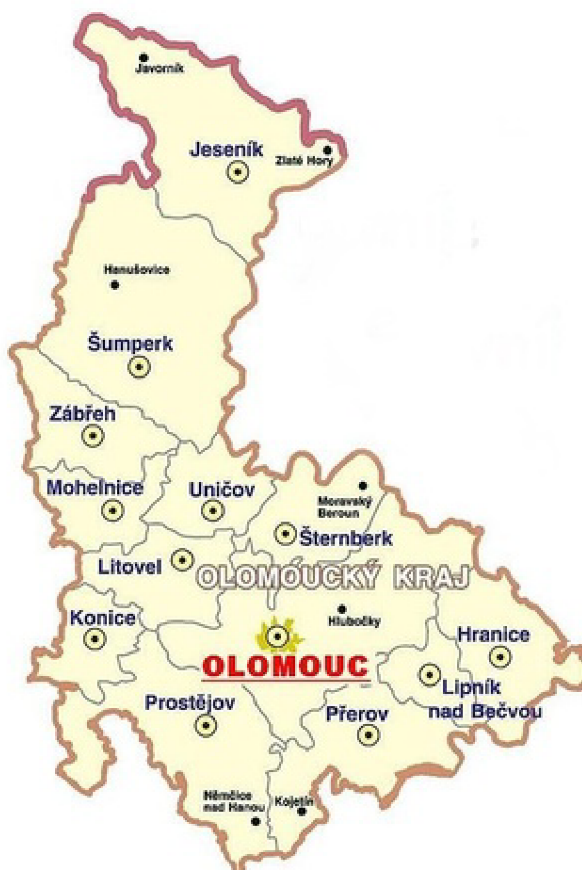 Javorník
Jeseník
Zlaté Hory
Hanušovice
Šumperk
Zábřeh
Mohelnice
Uničov
Moravský
Beroun
Šternberk
Litovel
OLOMOUCKÝ KRAJ
Konice
Hlubočky
Hranice
OLOMOUC
Lipník
nad Bečvou
Prostějov
Přerov
Němčice
nad Hanou
Kojetín